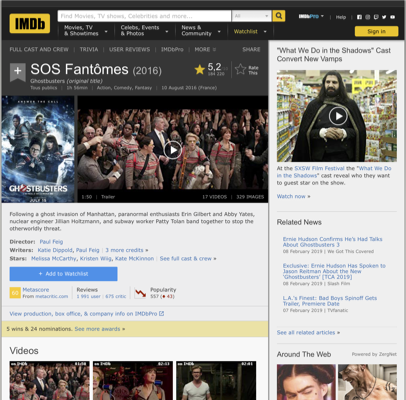 IMDb
Find Movies, TV shows, Celebrities and more...
All
IMDbPro
Help
Movies, TV
& Showtimes
Celebs, Events
& Photos
News &
Community
Watchlist
Sign in
FULL CAST AND CREW | TRIVIA | USER REVIEWS | IMDbPro | MORE
SHARE
+
SOS Fantômes (2016)
Ghostbusters (original title)
Tous publics | 1h 56min | Action, Comedy, Fantasy | 10 August 2016 (France)
5,2
Rate
This
WHO YOU GONNA CALL
GHOSTBUSTERS
JULY 15
1:50 | Trailer
17 VIDEOS | 329 IMAGES
Following a ghost invasion of Manhattan, paranormal enthusiasts Erin Gilbert and Abby Yates,
nuclear engineer Jillian Holtzmann, and subway worker Patty Tolan band together to stop the
otherworldly threat.
Director: Paul Feig
Writers: Katie Dippold, Paul Feig | 3 more credits »
Stars: Melissa McCarthy, Kristen Wiig, Kate McKinnon | See full cast & crew »
+ Add to Watchlist
Metascore
From metacritic.com
Reviews
1 991 user | 675 critic
Popularity
557 (♦ 43)
View production, box office, & company info on IMDbPro
5 wins & 24 nominations. See more awards »
Videos
"What We Do in the Shadows" Cast
Convert New Vamps
At the SXSW Film Festival the "What We Do
in the Shadows" cast reveal who they want
to guest star on the show.
Watch now »
Related News
Ernie Hudson Confirms He's Had Talks
About Ghostbusters 3
09 February 2019 | We Got This Covered
Exclusive: Ernie Hudson Has Spoken to
Jason Reitman About the New
'Ghostbusters' [TCA 2019]
08 February 2019 | Slash Film
L.A.'s Finest: Bad Boys Spinoff Gets
Trailer, Premiere Date
08 February 2019 | TVfanatic
See all related articles »
Around The Web
Powered by ZergNet